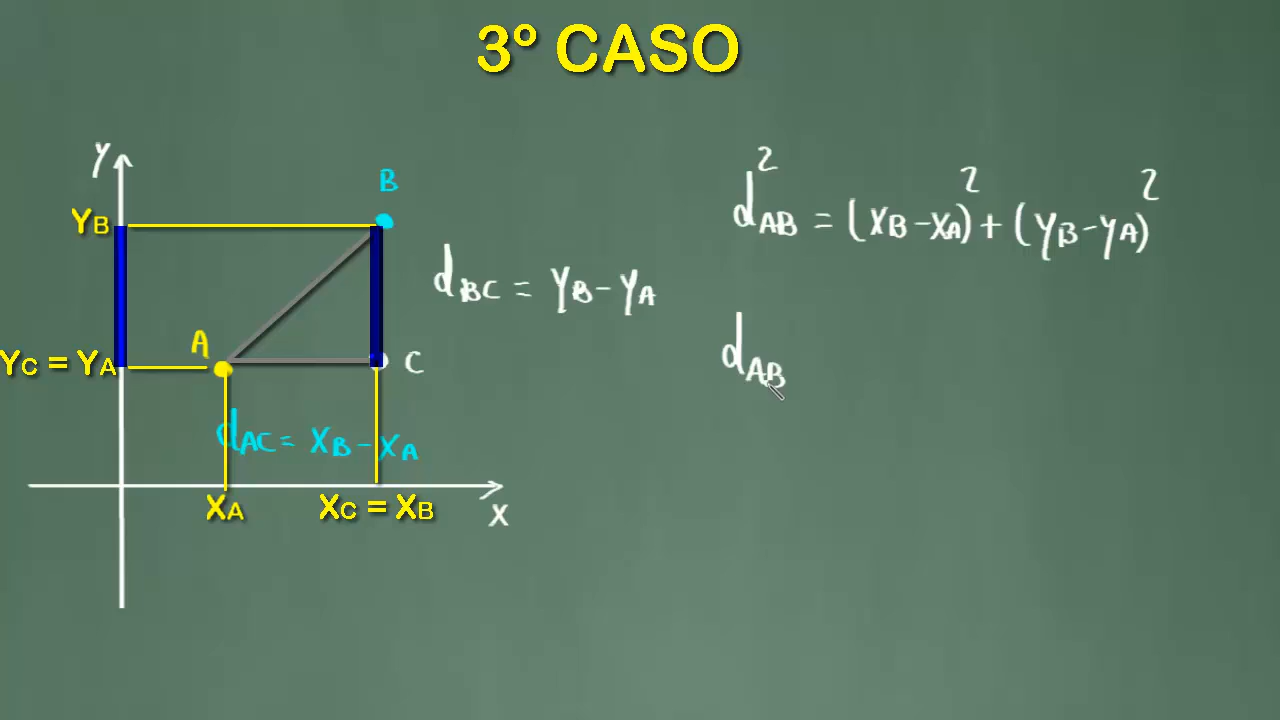 3º CASO
Y
B
YB
d²AB = (XB - XA)² + (YB - YA)²
dBC = YB - YA
A
YC = YA
C
dAB
dAC = XB - XA
XA
XC = XB
X